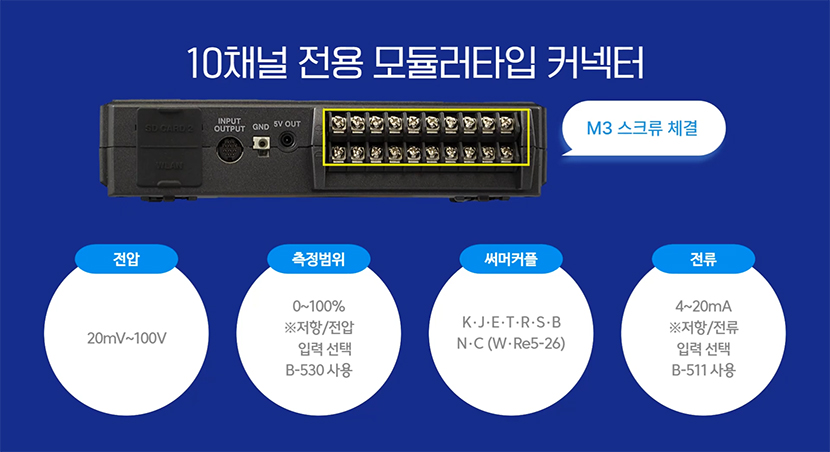 10채널 전용 모듈러타입 커넥터
INPUT
OUTPUT
GND
5V OUT
M3 스크류 체결
전압
20mV~100V
측정범위
0~100%
※저항/전압
입력 선택
B-530 사용
써머커플
K·J·E·T·R·S·B
N·C (W·Re5-26)
전류
4~20mA
※저항/전류
입력 선택
B-511 사용